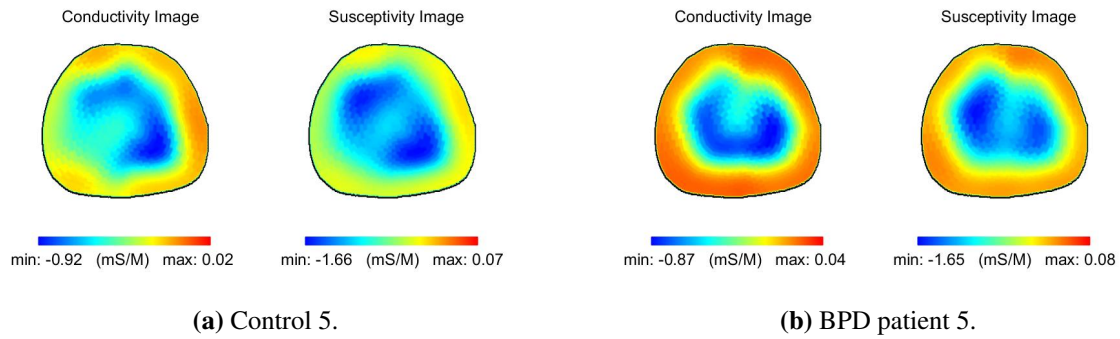 Conductivity Image Susceptivity Image Conductivity Image Susceptivity Image
min: -0.92 (mS/M) max: 0.02 min: -1.66 (mS/M) max: 0.07 min: -0.87 (mS/M) max: 0.04 min: -1.65 (mS/M) max: 0.08
(a) Control 5. (b) BPD patient 5.